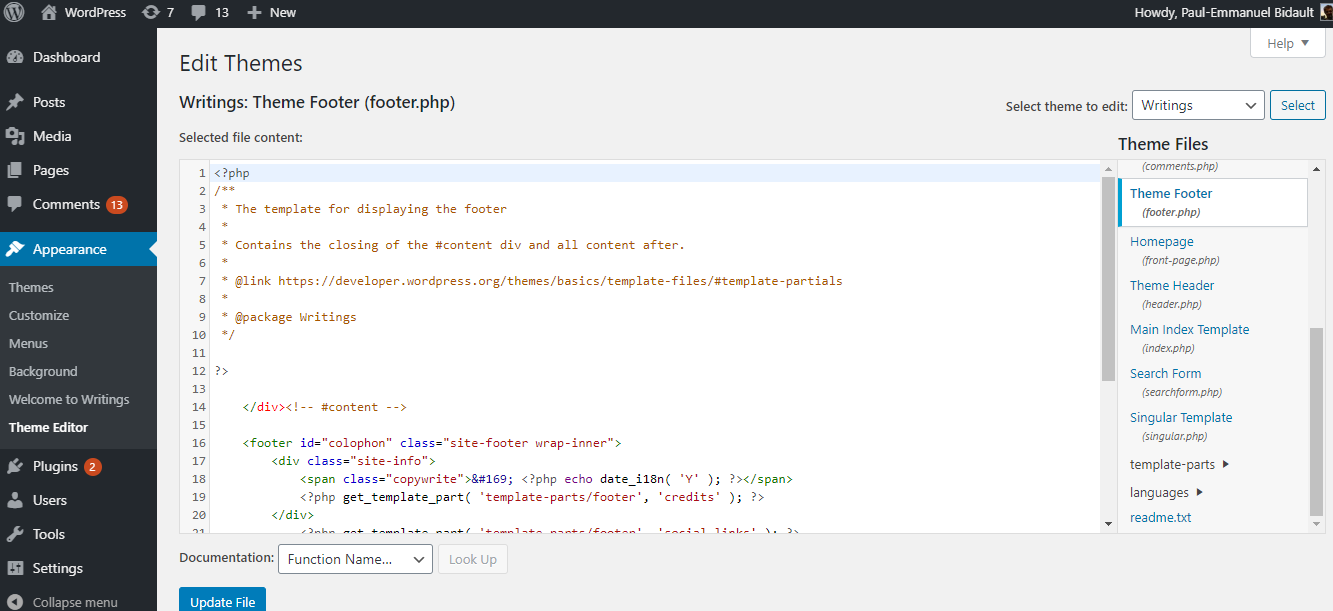 WordPress 7 13 New Howdy, Paul-Emmanuel Bidault
Help
Dashboard
Posts
Media
Pages
Comments 13
Appearance
Themes
Customize
Menus
Background
Welcome to Writings
Theme Editor
Plugins 2
Users
Tools
Settings
Collapse menu
Edit Themes
Writings: Theme Footer (footer.php)
Select theme to edit: Writings Select
Selected file content:
1 <?php
2 /**
3 * The template for displaying the footer
4 *
5 * Contains the closing of the #content div and all content after.
6 *
7 * @link https://developer.wordpress.org/themes/basics/template-files/#template-partials
8 *
9 * @package Writings
10 */
11
12 ?>
13
14 </div><!-- #content -->
15
16 <footer id="colophon" class="site-footer wrap-inner">
17 <div class="site-info">
18 <span class="copywrite">&#169; <?php echo date_i18n( 'Y' ); ?></span>
19 <?php get_template_part( 'template-parts/footer', 'credits' ); ?>
20 </div>
21 <?php get_template_part( 'template-parts/footer', 'social-links' ); ?>
Theme Files
(comments.php)
Theme Footer
(footer.php)
Homepage
(front-page.php)
Theme Header
(header.php)
Main Index Template
(index.php)
Search Form
(searchform.php)
Singular Template
(singular.php)
template-parts
languages
readme.txt
Documentation: Function Name... Look Up
Update File